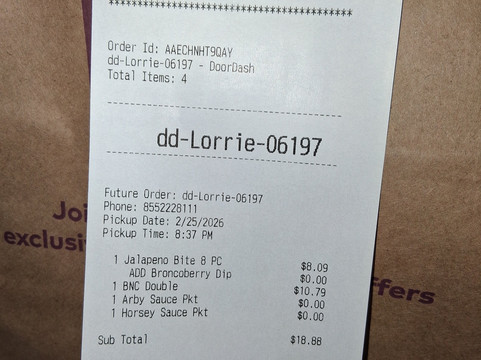 ****************************************
Order Id: AAECHNHT9QAY
dd-Lorrie-06197 - DoorDash
Total Items: 4
dd-Lorrie-06197
Future Order: dd-Lorrie-06197
Phone: 8552228111
Pickup Date: 2/25/2026
Pickup Time: 8:37 PM
1 Jalapeno Bite 8 PC $8.09
ADD Broncoberry Dip $0.00
1 BNC Double $10.79
1 Arby Sauce Pkt $0.00
1 Horsey Sauce Pkt $0.00
Sub Total $18.88
Joi
exclusi
ffers